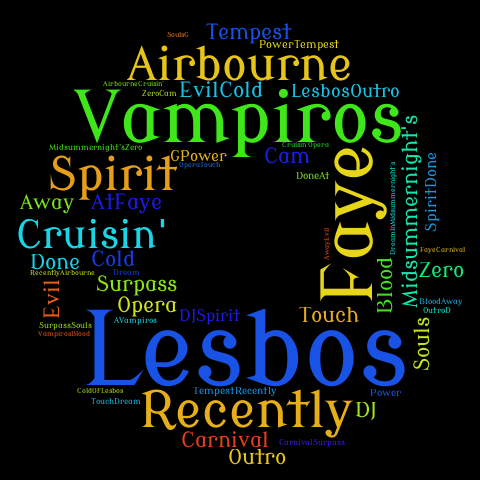 SoulsG
Tempest
PowerTempest
Airbourne
AirbourneCruisin'
ZeroCam
EvilCold
LesbosOutro
Vampiros
Midsummernight'sZero
Cruisin'Opera
GPower
OperaTouch
Cam
Spirit
DoneAt
Faye
DreamInMidsummernight's
Midsummernight's
SpiritDone
Away
AtFaye
Cruisin'
AwayEvil
FayeCarnival
Done
Cold
RecentlyAirbourne
Dream
Zero
Blood
Evil
Surpass
Opera
BloodAway
OutroD
Lesbos
DJSpirit
Touch
AVampiros
SurpassSouls
VampirosBlood
Souls
ColdOFLesbos
TouchDream
TempestRecently
Power
Recently
DJ
Carnival
CarnivalSurpass
Outro